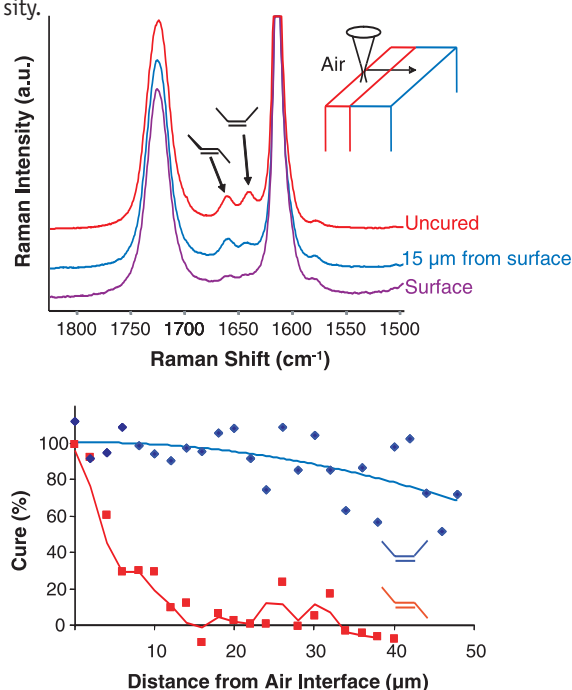 sity.
Raman Intensity (a.u.)
Air
Uncured
15 µm from surface
Surface
1800 1750 1700 1650 1600 1550 1500
Raman Shift (cm-1)
Cure (%)
100
80
60
40
20
0
10 20 30 40 50
Distance from Air Interface (µm)